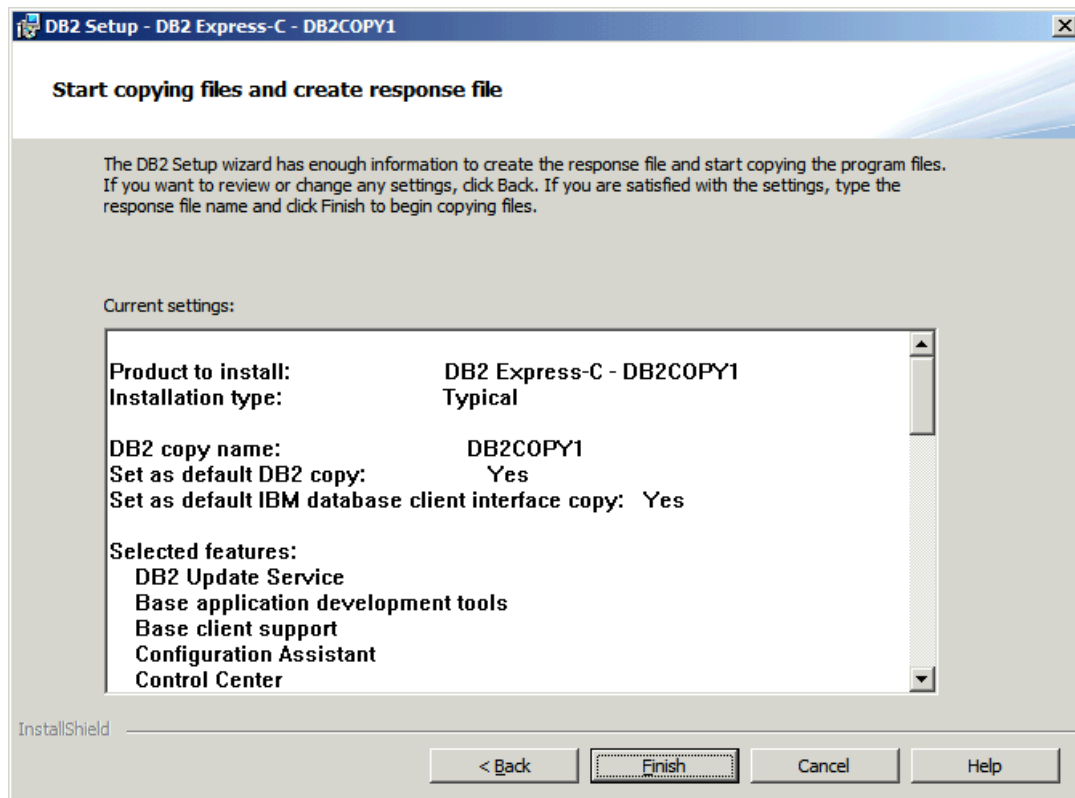 DB2 Setup - DB2 Express-C - DB2COPY1
Start copying files and create response file
The DB2 Setup wizard has enough information to create the response file and start copying the program files.
If you want to review or change any settings, click Back. If you are satisfied with the settings, type the
response file name and click Finish to begin copying files.
Current settings:
Product to install: DB2 Express-C - DB2COPY1
Installation type: Typical
DB2 copy name: DB2COPY1
Set as default DB2 copy: Yes
Set as default IBM database client interface copy: Yes
Selected features:
DB2 Update Service
Base application development tools
Base client support
Configuration Assistant
Control Center
InstallShield
< Back Finish Cancel Help